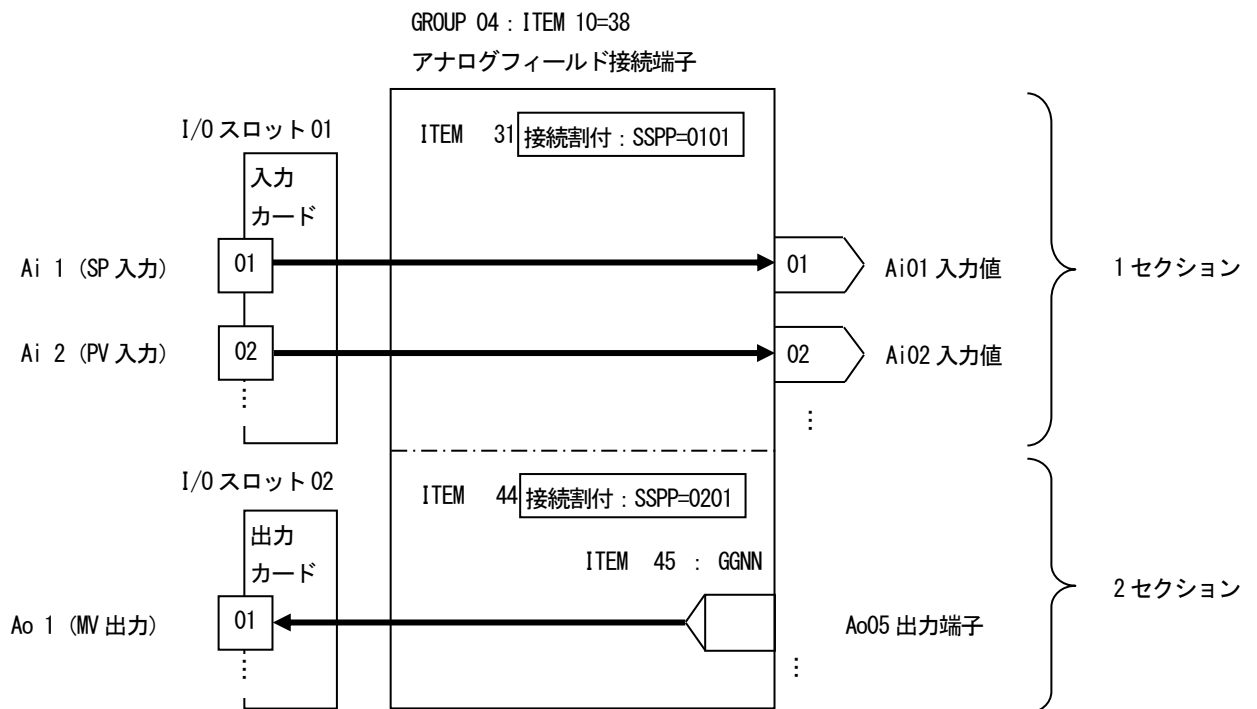 GROUP 04 : ITEM 10=38
アナログフィールド接続端子
I/O スロット 01
ITEM 31 接続割付 : SSPP=0101
入力
カード
Ai 1 (SP 入力)
01
01
Ai01 入力値
1 セクション
Ai 2 (PV 入力)
02
02
Ai02 入力値
⋮
⋮
I/O スロット 02
ITEM 44 接続割付 : SSPP=0201
出力
カード
ITEM 45 : GGNN
2 セクション
Ao 1 (MV 出力)
01
Ao05 出力端子
⋮
⋮